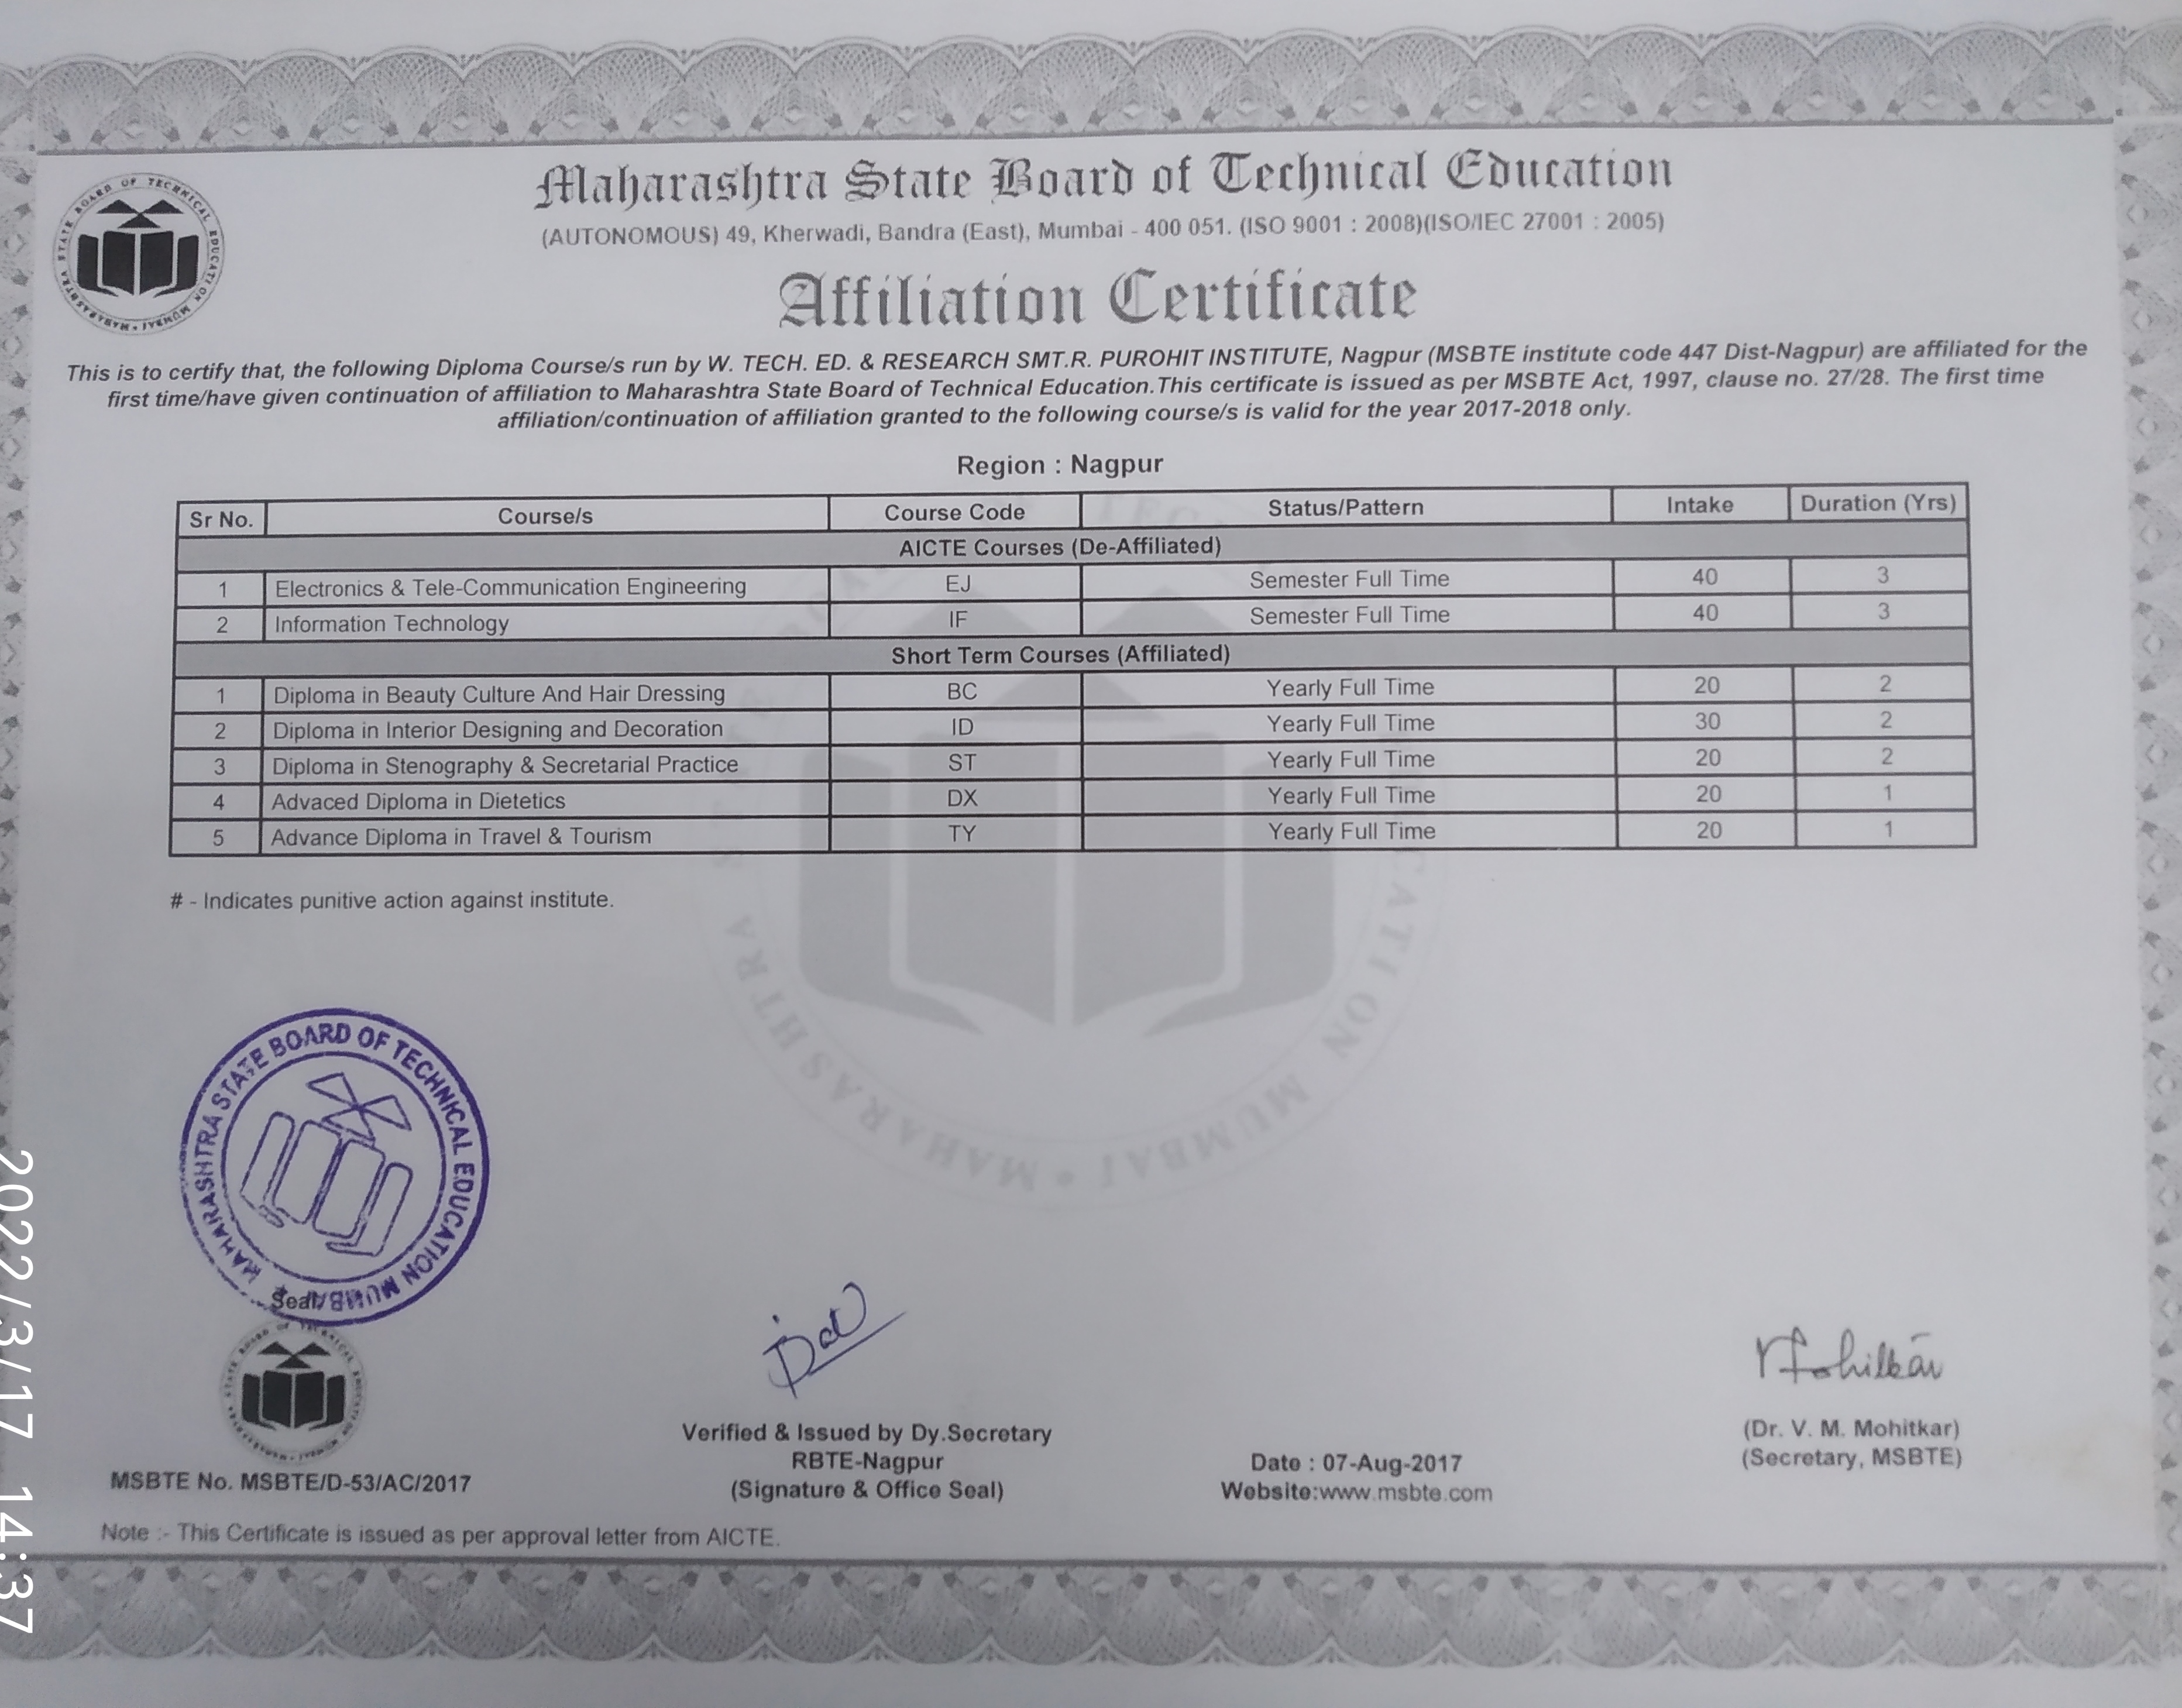 Maharashtra State Board of Technical Education
(AUTONOMOUS) 49, Kherwadi, Bandra (East), Mumbai - 400 051. (ISO 9001 : 2008)(ISO/IEC 27001 : 2005)
Affiliation Certificate
This is to certify that, the following Diploma Course/s run by W. TECH. ED. & RESEARCH SMT.R. PUROHIT INSTITUTE, Nagpur (MSBTE institute code 447 Dist-Nagpur) are affiliated for the
first time/have given continuation of affiliation to Maharashtra State Board of Technical Education.This certificate is issued as per MSBTE Act, 1997, clause no. 27/28. The first time
affiliation/continuation of affiliation granted to the following course/s is valid for the year 2017-2018 only.
Region : Nagpur
Sr No. Course/s Course Code Status/Pattern Intake Duration (Yrs)
AICTE Courses (De-Affiliated)
1 Electronics & Tele-Communication Engineering EJ Semester Full Time 40 3
2 Information Technology IF Semester Full Time 40 3
Short Term Courses (Affiliated)
1 Diploma in Beauty Culture And Hair Dressing BC Yearly Full Time 20 2
2 Diploma in Interior Designing and Decoration ID Yearly Full Time 30 2
3 Diploma in Stenography & Secretarial Practice ST Yearly Full Time 20 2
4 Advaced Diploma in Dietetics DX Yearly Full Time 20 1
5 Advance Diploma in Travel & Tourism TY Yearly Full Time 20 1
# - Indicates punitive action against institute.
MAHARASHTRA STATE BOARD OF TECHNICAL EDUCATION MUMBAI
Seal
MSBTE No. MSBTE/D-53/AC/2017
Verified & Issued by Dy.Secretary
RBTE-Nagpur
(Signature & Office Seal)
Date : 07-Aug-2017
Website:www.msbte.com
(Dr. V. M. Mohitkar)
(Secretary, MSBTE)
Note :- This Certificate is issued as per approval letter from AICTE.
2022/3/17 14:37